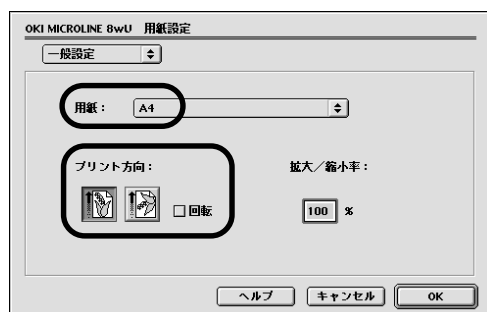 OKI MICROLINE 8wU 用紙設定
一般設定
用紙： A4
プリント方向： 拡大／縮小率：
回転 100 %
ヘルプ キャンセル OK